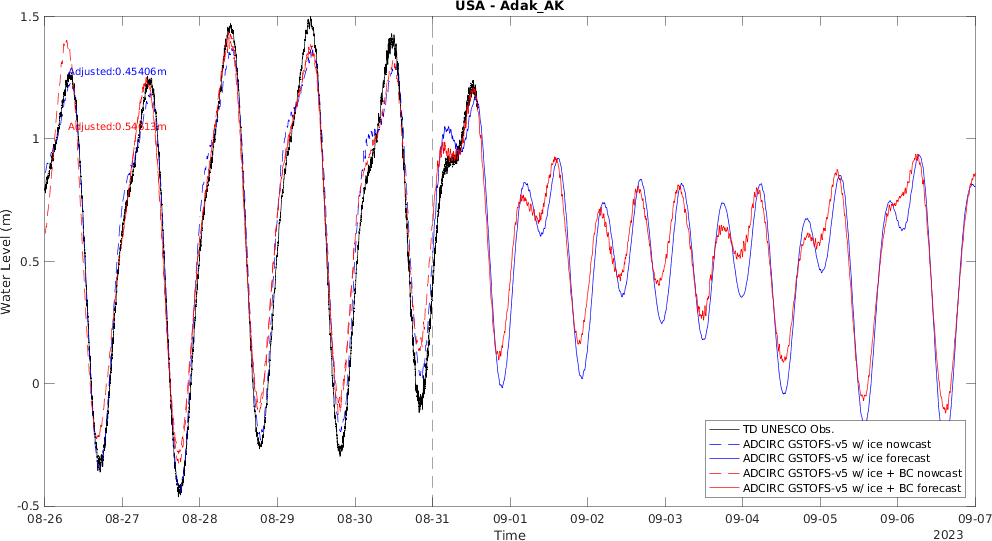 USA - Adak_AK
Water Level (m)
1.5
1
0.5
0
-0.5
Adjusted:0.45406m
Adjusted:0.54613m
TD UNESCO Obs.
ADCIRC GSTOFS-v5 w/ ice nowcast
ADCIRC GSTOFS-v5 w/ ice forecast
ADCIRC GSTOFS-v5 w/ ice + BC nowcast
ADCIRC GSTOFS-v5 w/ ice + BC forecast
08-26 08-27 08-28 08-29 08-30 08-31 09-01 09-02 09-03 09-04 09-05 09-06 09-07
Time
2023